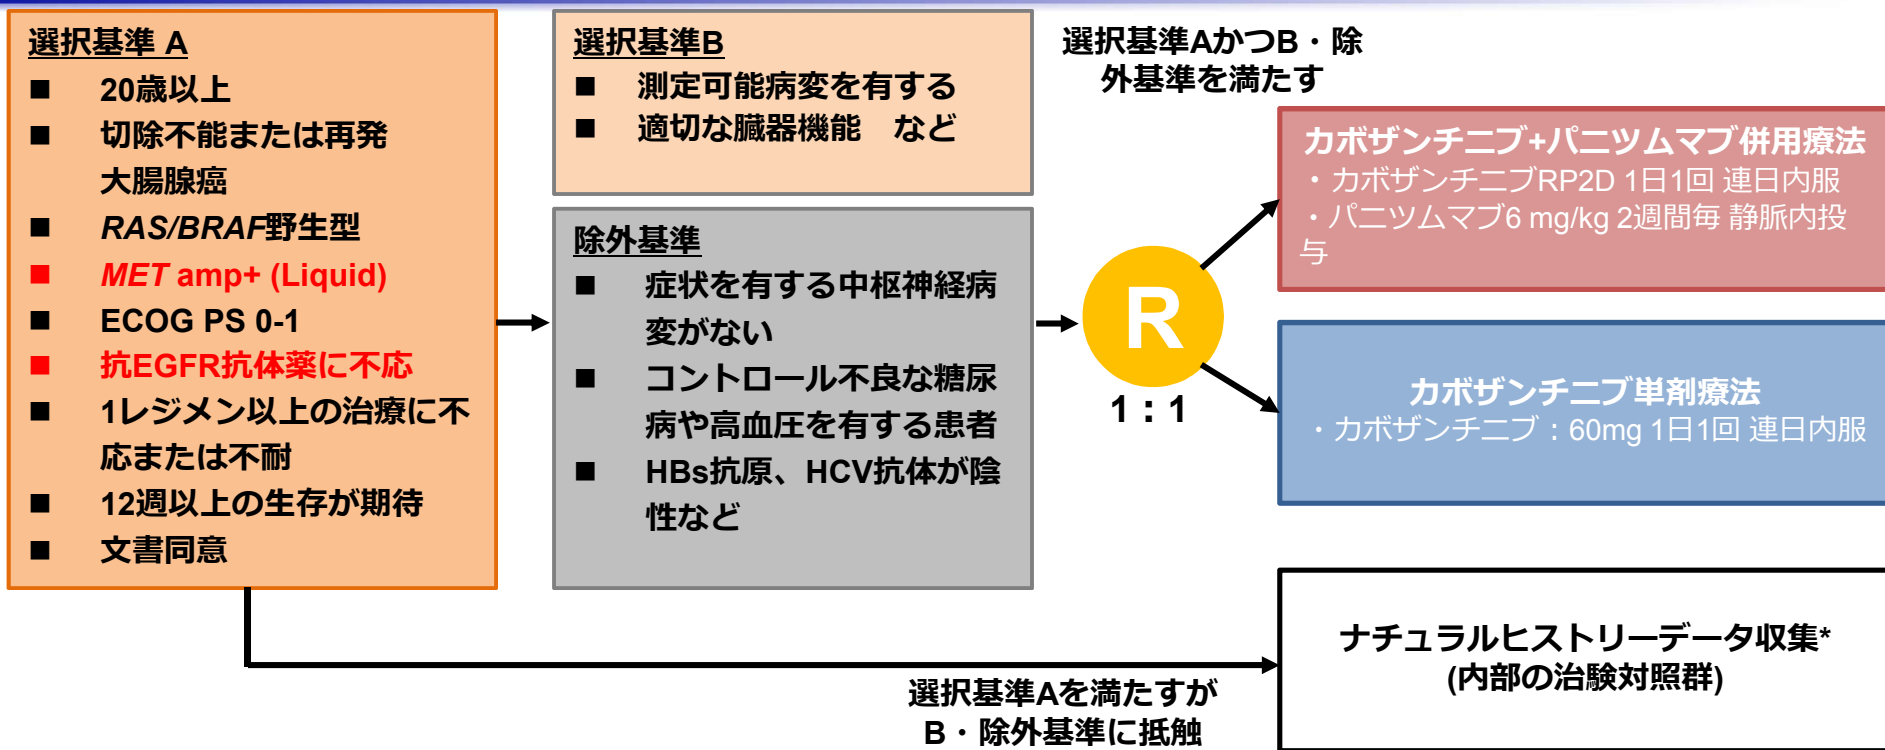 選択基準 A
■ 20歳以上
■ 切除不能または再発
大腸腺癌
■ RAS/BRAF野生型
■ MET amp+ (Liquid)
■ ECOG PS 0-1
■ 抗EGFR抗体薬に不応
■ 1レジメン以上の治療に不
応または不耐
■ 12週以上の生存が期待
■ 文書同意
選択基準B
■ 測定可能病変を有する
■ 適切な臓器機能 など
除外基準
■ 症状を有する中枢神経病
変がない
■ コントロール不良な糖尿
病や高血圧を有する患者
■ HBs抗原、HCV抗体が陰
性など
選択基準AかつB・除
外基準を満たす
R
1:1
カボザンチニブ+パニツムマブ併用療法
・カボザンチニブRP2D 1日1回 連日内服
・パニツムマブ6 mg/kg 2週間毎 静脈内投
与
カボザンチニブ単剤療法
・カボザンチニブ:60mg 1日1回 連日内服
ナチュラルヒストリーデータ収集*
(内部の治験対照群)
選択基準Aを満たすが
B・除外基準に抵触